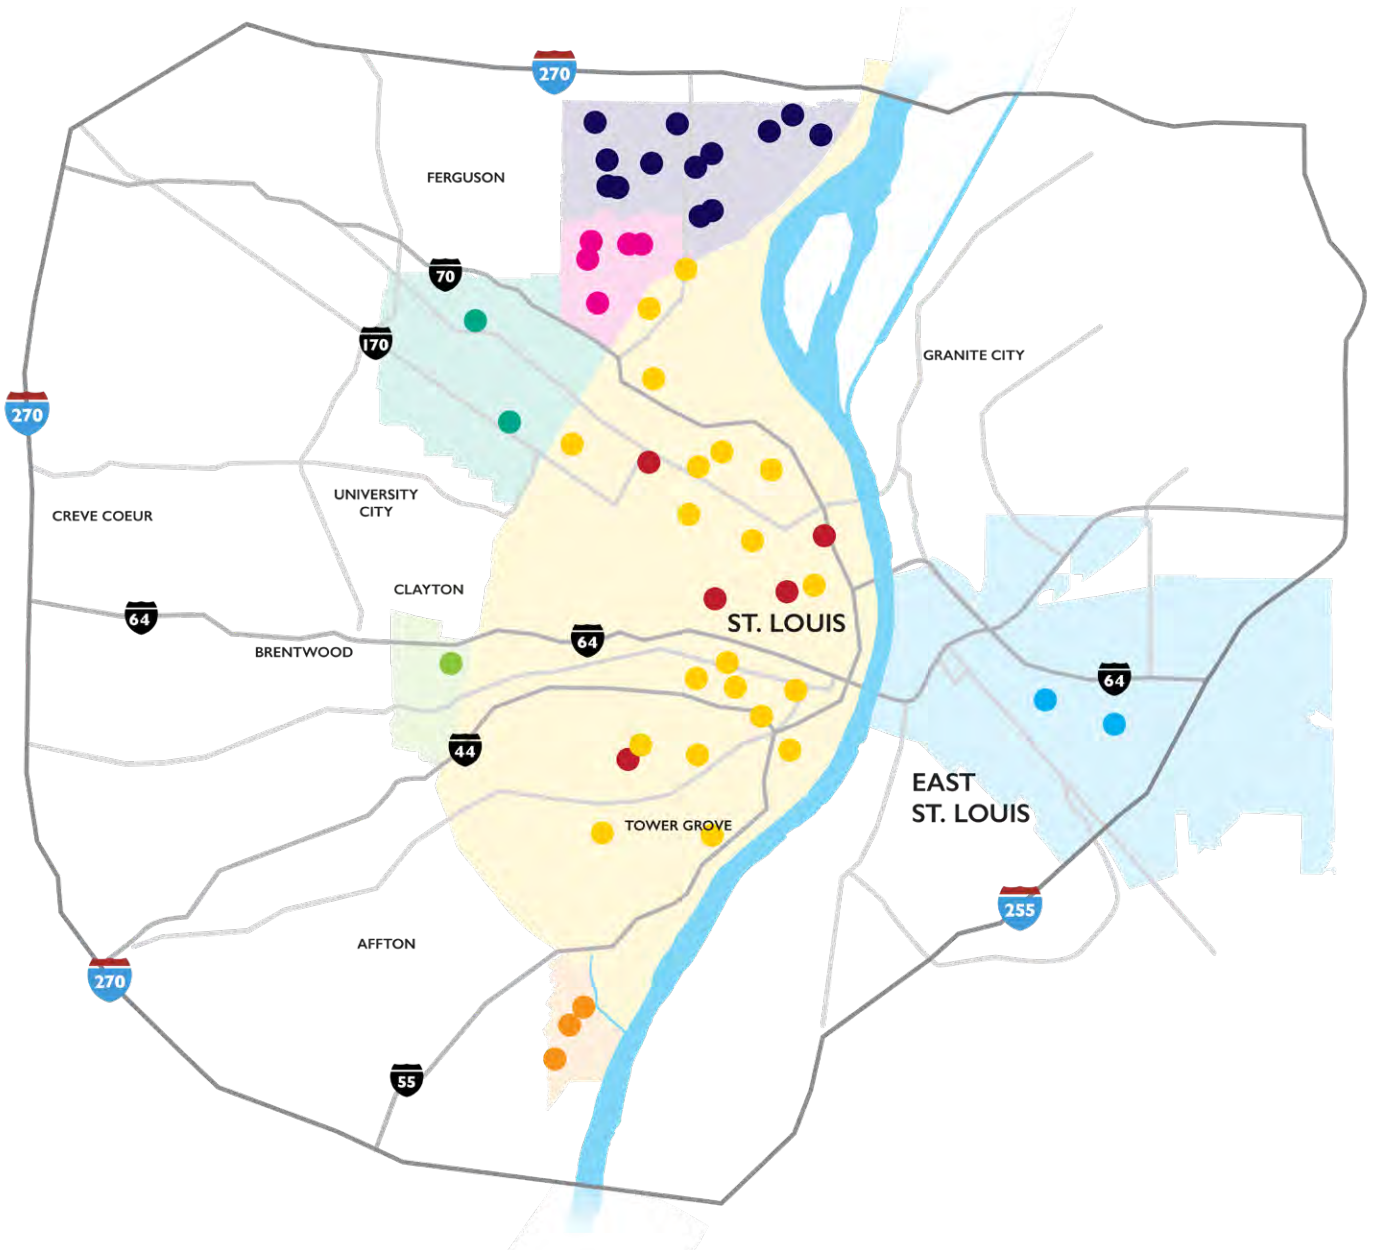 270
FERGUSON
70
170
GRANITE CITY
270
UNIVERSITY
CITY
CREVE COEUR
CLAYTON
64
ST. LOUIS
64
BRENTWOOD
64
44
EAST
ST. LOUIS
TOWER GROVE
255
AFFTON
270
55